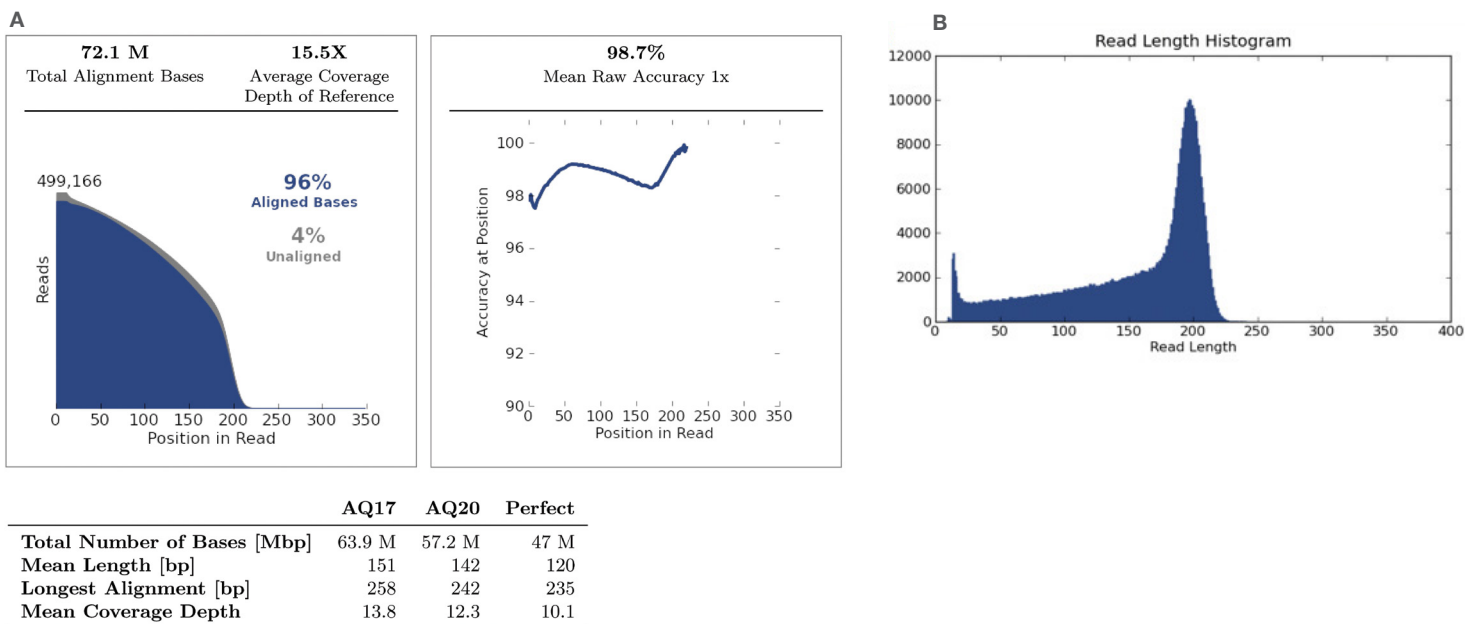 A
72.1 M
Total Alignment Bases
15.5X
Average Coverage
Depth of Reference
499,166
96%
Aligned Bases
4%
Unaligned
Reads
0 50 100 150 200 250 300 350
Position in Read
98.7%
Mean Raw Accuracy 1x
100
98
96
94
92
90
Accuracy at Position
0 50 100 150 200 250 300 350
Position in Read
B
Read Length Histogram
12000
10000
8000
6000
4000
2000
0
0 50 100 150 200 250 300 350 400
Read Length
AQ17 AQ20 Perfect
Total Number of Bases [Mbp] 63.9 M 57.2 M 47 M
Mean Length [bp] 151 142 120
Longest Alignment [bp] 258 242 235
Mean Coverage Depth 13.8 12.3 10.1